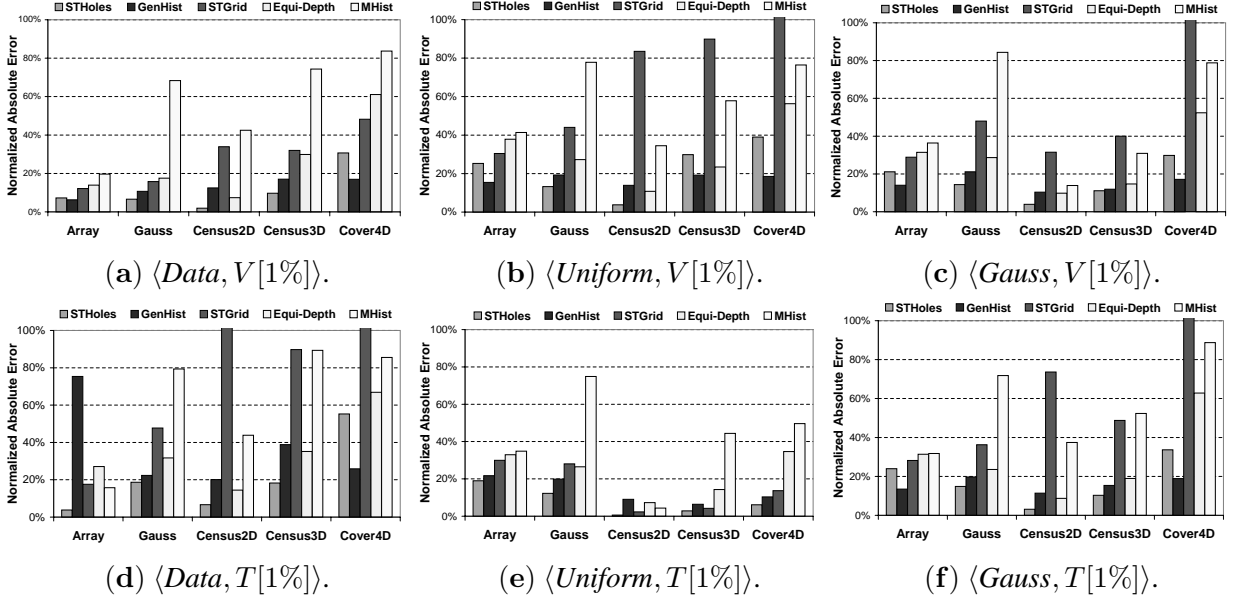 STHoles GenHist STGrid Equi-Depth MHist
Normalized Absolute Error
100%
80%
60%
40%
20%
0%
Array Gauss Census2D Census3D Cover4D
(a) ⟨Data, V[1%]⟩.
STHoles GenHist STGrid Equi-Depth MHist
Normalized Absolute Error
100%
80%
60%
40%
20%
0%
Array Gauss Census2D Census3D Cover4D
(b) ⟨Uniform, V[1%]⟩.
STHoles GenHist STGrid Equi-Depth MHist
Normalized Absolute Error
100%
80%
60%
40%
20%
0%
Array Gauss Census2D Census3D Cover4D
(c) ⟨Gauss, V[1%]⟩.
STHoles GenHist STGrid Equi-Depth MHist
Normalized Absolute Error
100%
80%
60%
40%
20%
0%
Array Gauss Census2D Census3D Cover4D
(d) ⟨Data, T[1%]⟩.
STHoles GenHist STGrid Equi-Depth MHist
Normalized Absolute Error
100%
80%
60%
40%
20%
0%
Array Gauss Census2D Census3D Cover4D
(e) ⟨Uniform, T[1%]⟩.
STHoles GenHist STGrid Equi-Depth MHist
Normalized Absolute Error
100%
80%
60%
40%
20%
0%
Array Gauss Census2D Census3D Cover4D
(f) ⟨Gauss, T[1%]⟩.